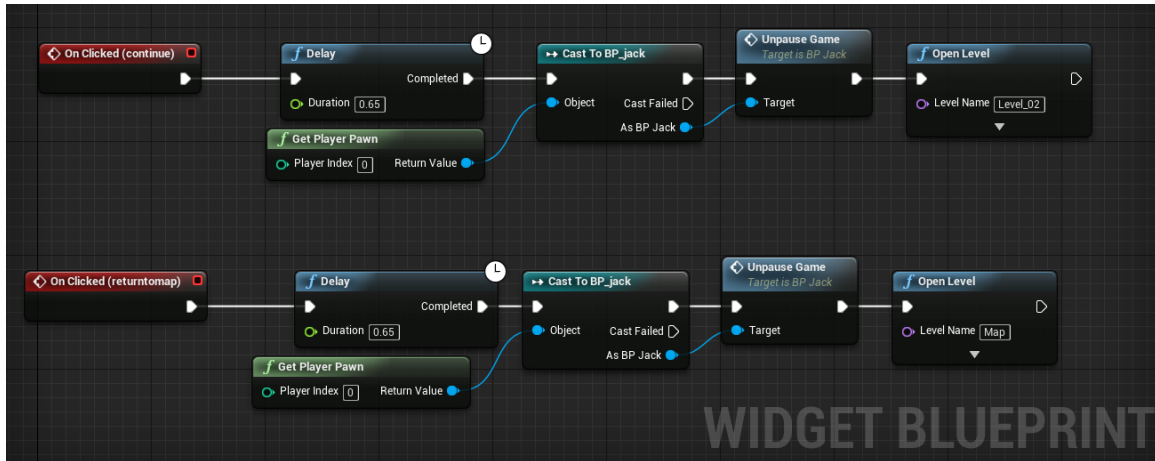 On Clicked (continue)
Delay
Completed
Duration 0.65
Get Player Pawn
Player Index 0 Return Value
Cast To BP_jack
Object Cast Failed
As BP Jack
Unpause Game
Target is BP Jack
Target
Open Level
Level Name Level_02
On Clicked (returntomap)
Delay
Completed
Duration 0.65
Get Player Pawn
Player Index 0 Return Value
Cast To BP_jack
Object Cast Failed
As BP Jack
Unpause Game
Target is BP Jack
Target
Open Level
Level Name Map
WIDGET BLUEPRINT